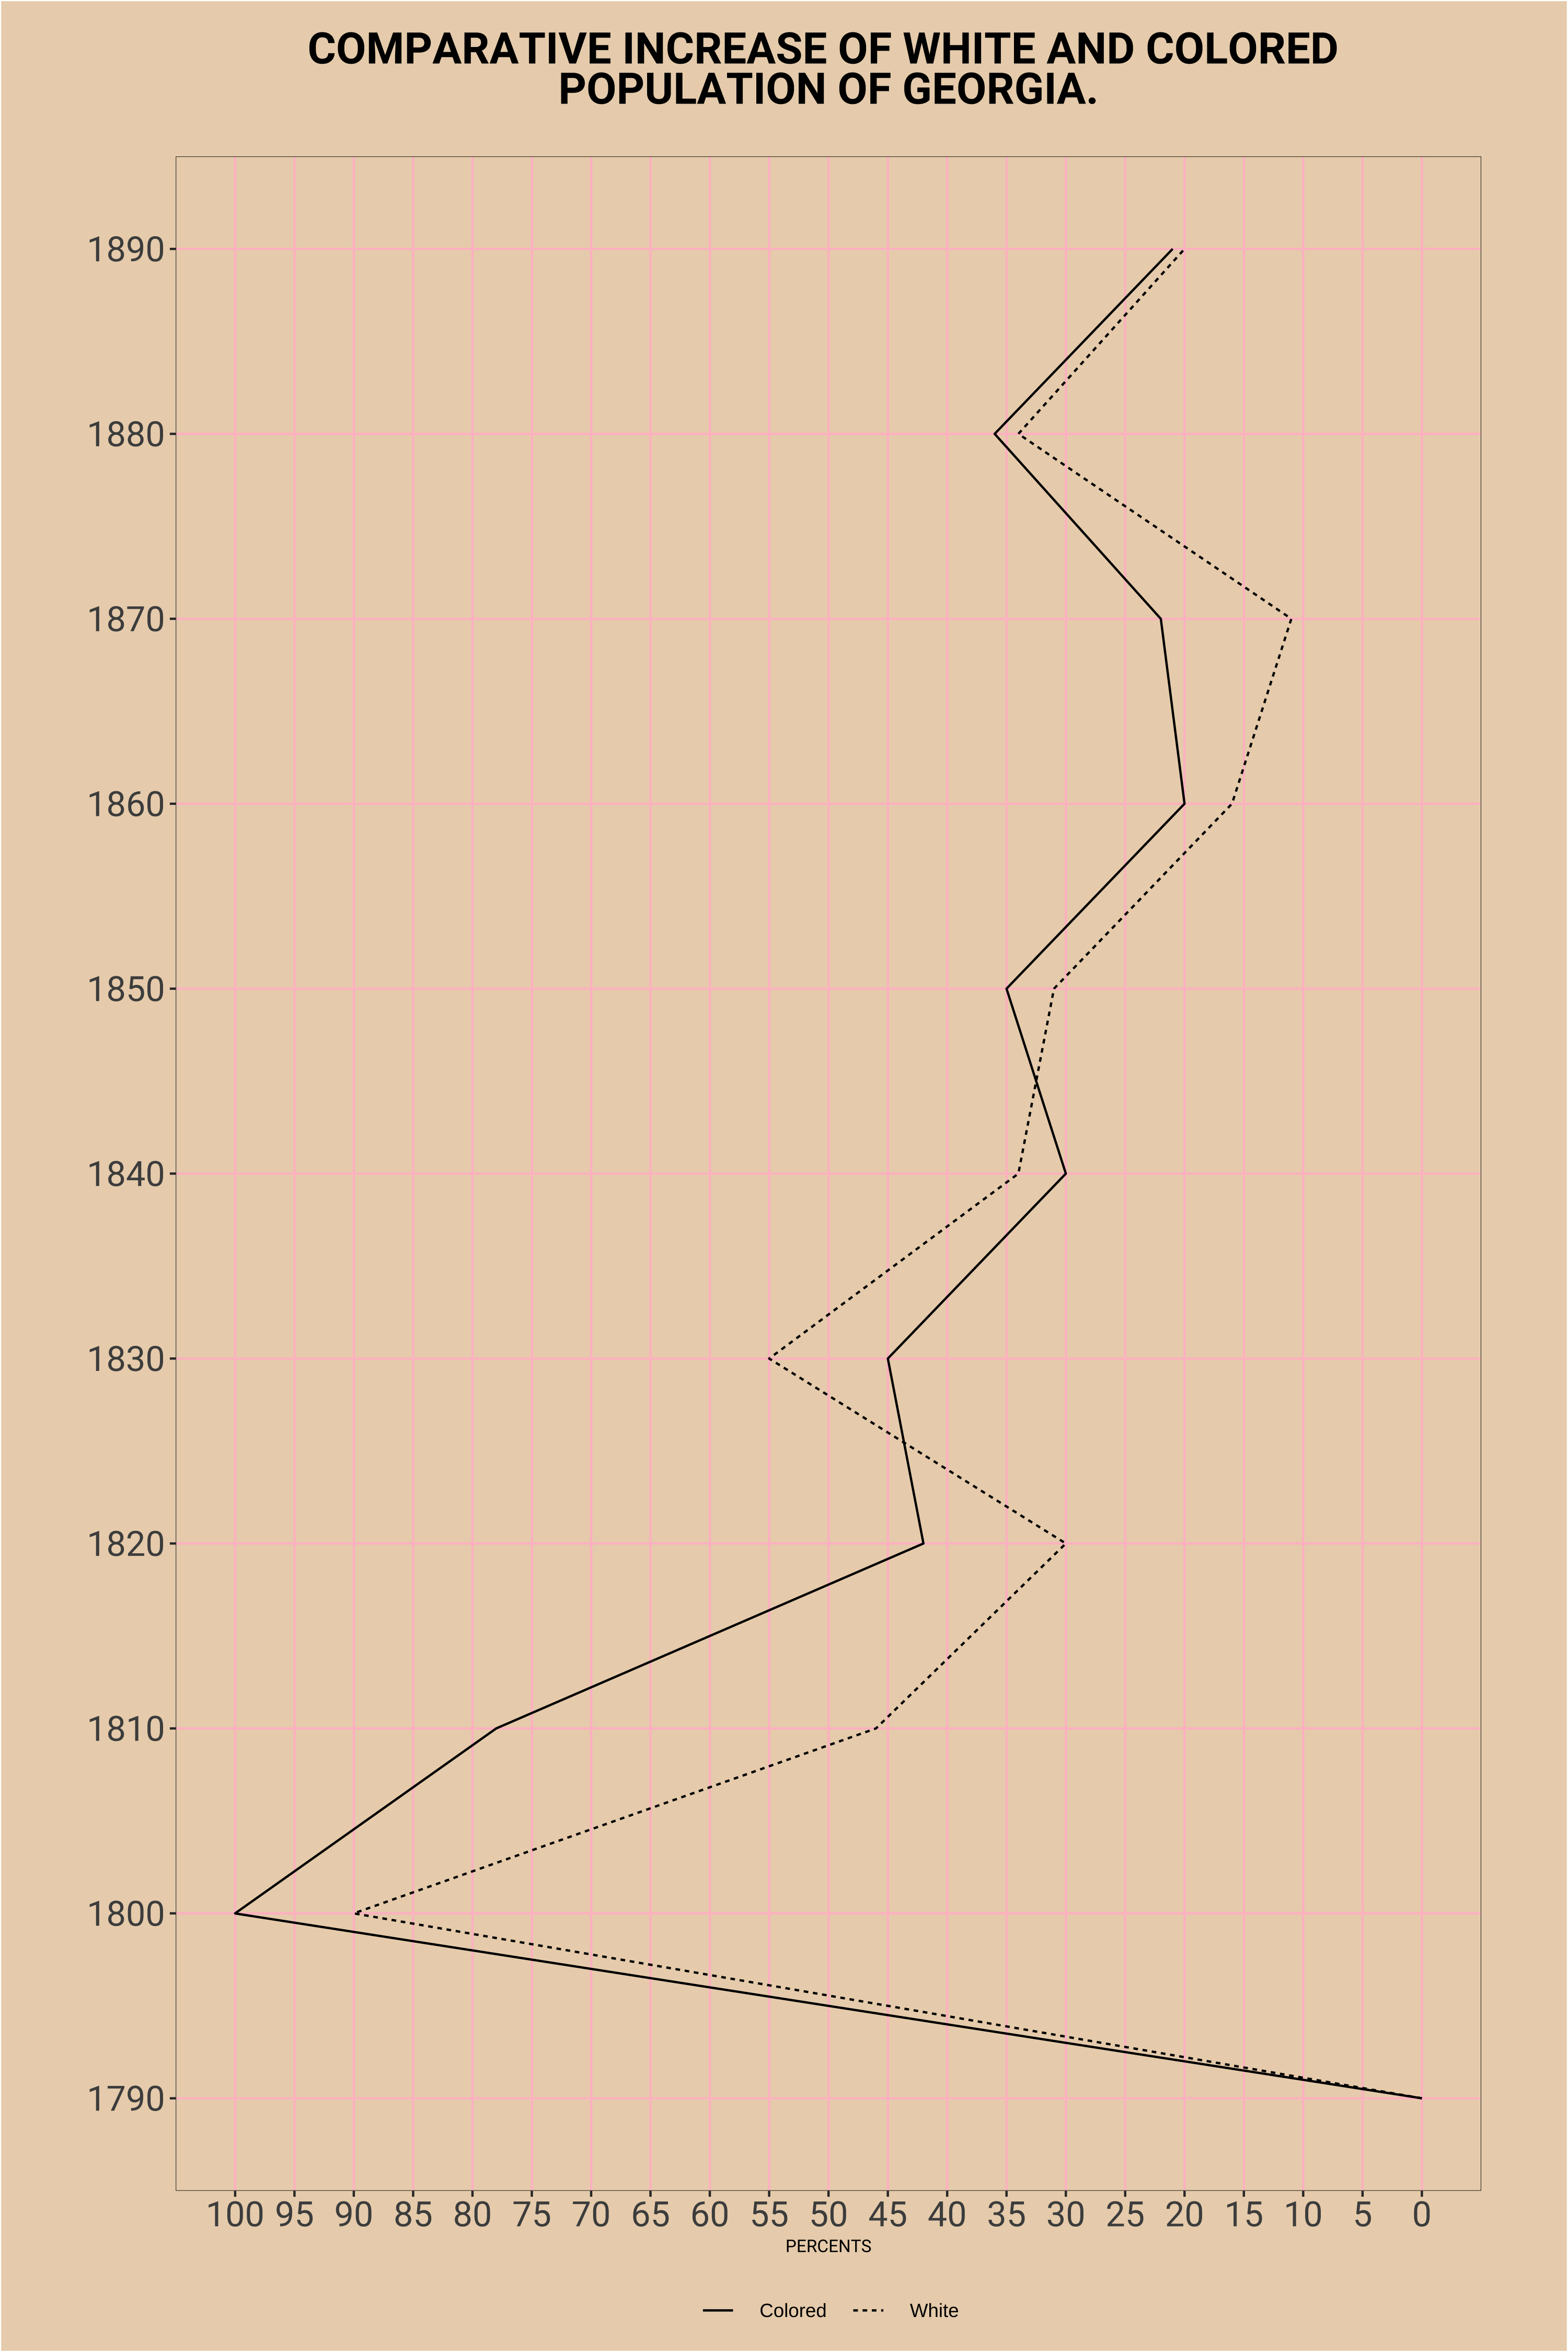 COMPARATIVE INCREASE OF WHITE AND COLORED
POPULATION OF GEORGIA.
1890
1880
1870
1860
1850
1840
1830
1820
1810
1800
1790
100 95 90 85 80 75 70 65 60 55 50 45 40 35 30 25 20 15 10 5 0
PERCENTS
Colored White